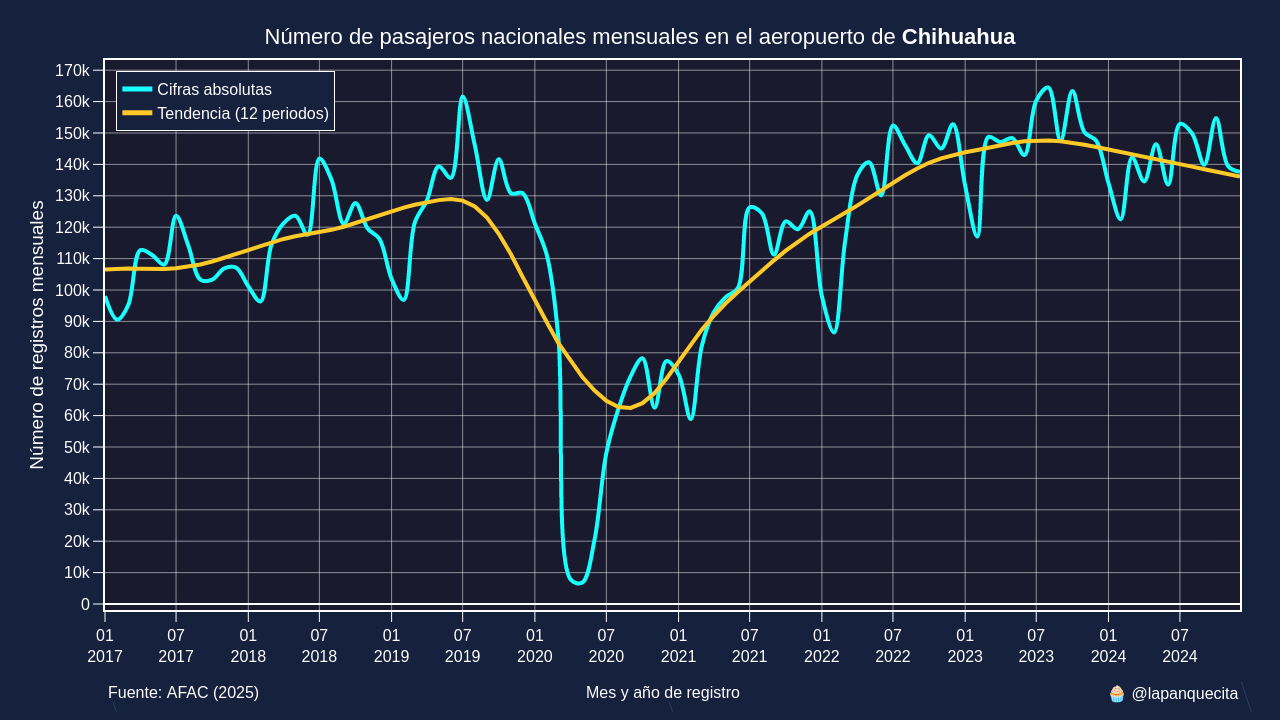 Número de pasajeros nacionales mensuales en el aeropuerto de Chihuahua
Cifras absolutas
Tendencia (12 periodos)
Número de registros mensuales
170k
160k
150k
140k
130k
120k
110k
100k
90k
80k
70k
60k
50k
40k
30k
20k
10k
0
01 07 01 07 01 07 01 07 01 07 01 07 01 07 01 07
2017 2017 2018 2018 2019 2019 2020 2020 2021 2021 2022 2022 2023 2023 2024 2024
Fuente: AFAC (2025) Mes y año de registro 🧁 @lapanquecita